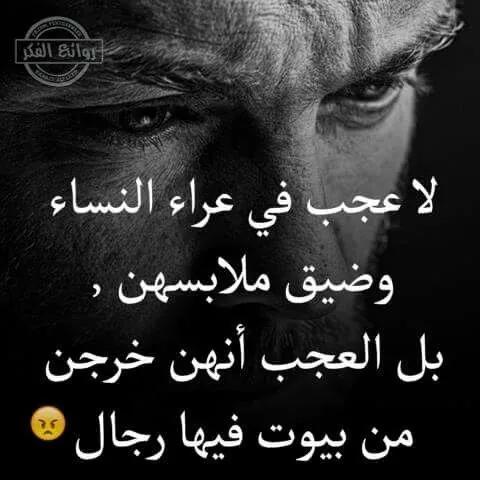 روائع الفكر
لا عجب في عراء النساء
وضيق ملابسهن ,
بل العجب أنهن خرجن
من بيوت فيها رجال 😠